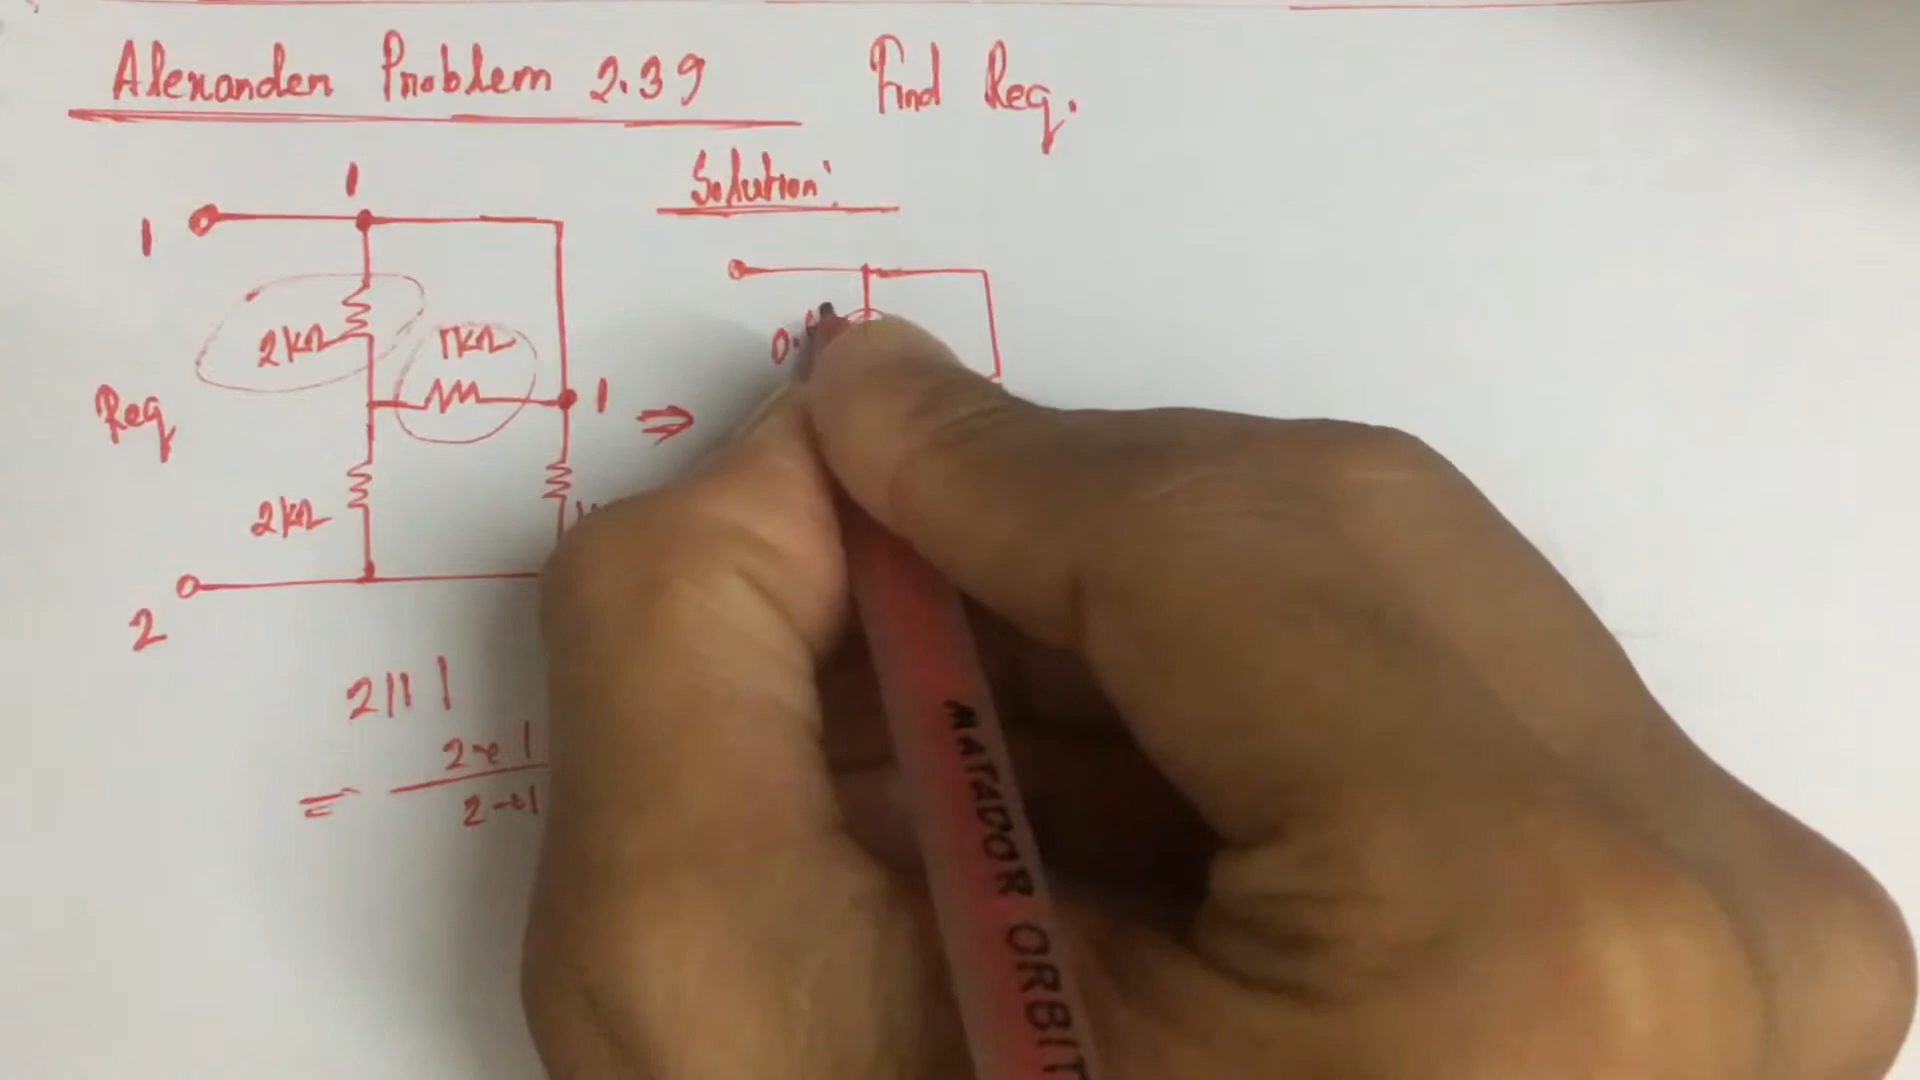 Alexander Problem 2.39 Find Req.
Solution:
1
1
2kΩ
1kΩ
1
Req
⇒
2kΩ
2
2||1
2×1
=
2+1
0.
MATADOR ORBIT